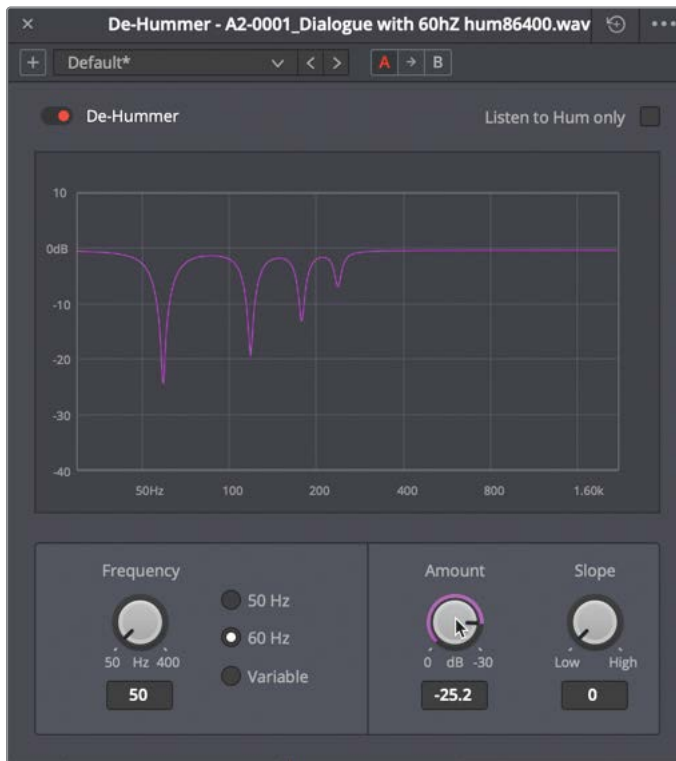 De-Hummer - A2-0001_Dialogue with 60hZ hum86400.wav
Default*
A
B
De-Hummer
Listen to Hum only
10
0dB
-10
-20
-30
-40
50Hz 100 200 400 800 1.60k
Frequency
50 Hz 400
50
50 Hz
60 Hz
Variable
Amount
0 dB -30
-25.2
Slope
Low High
0